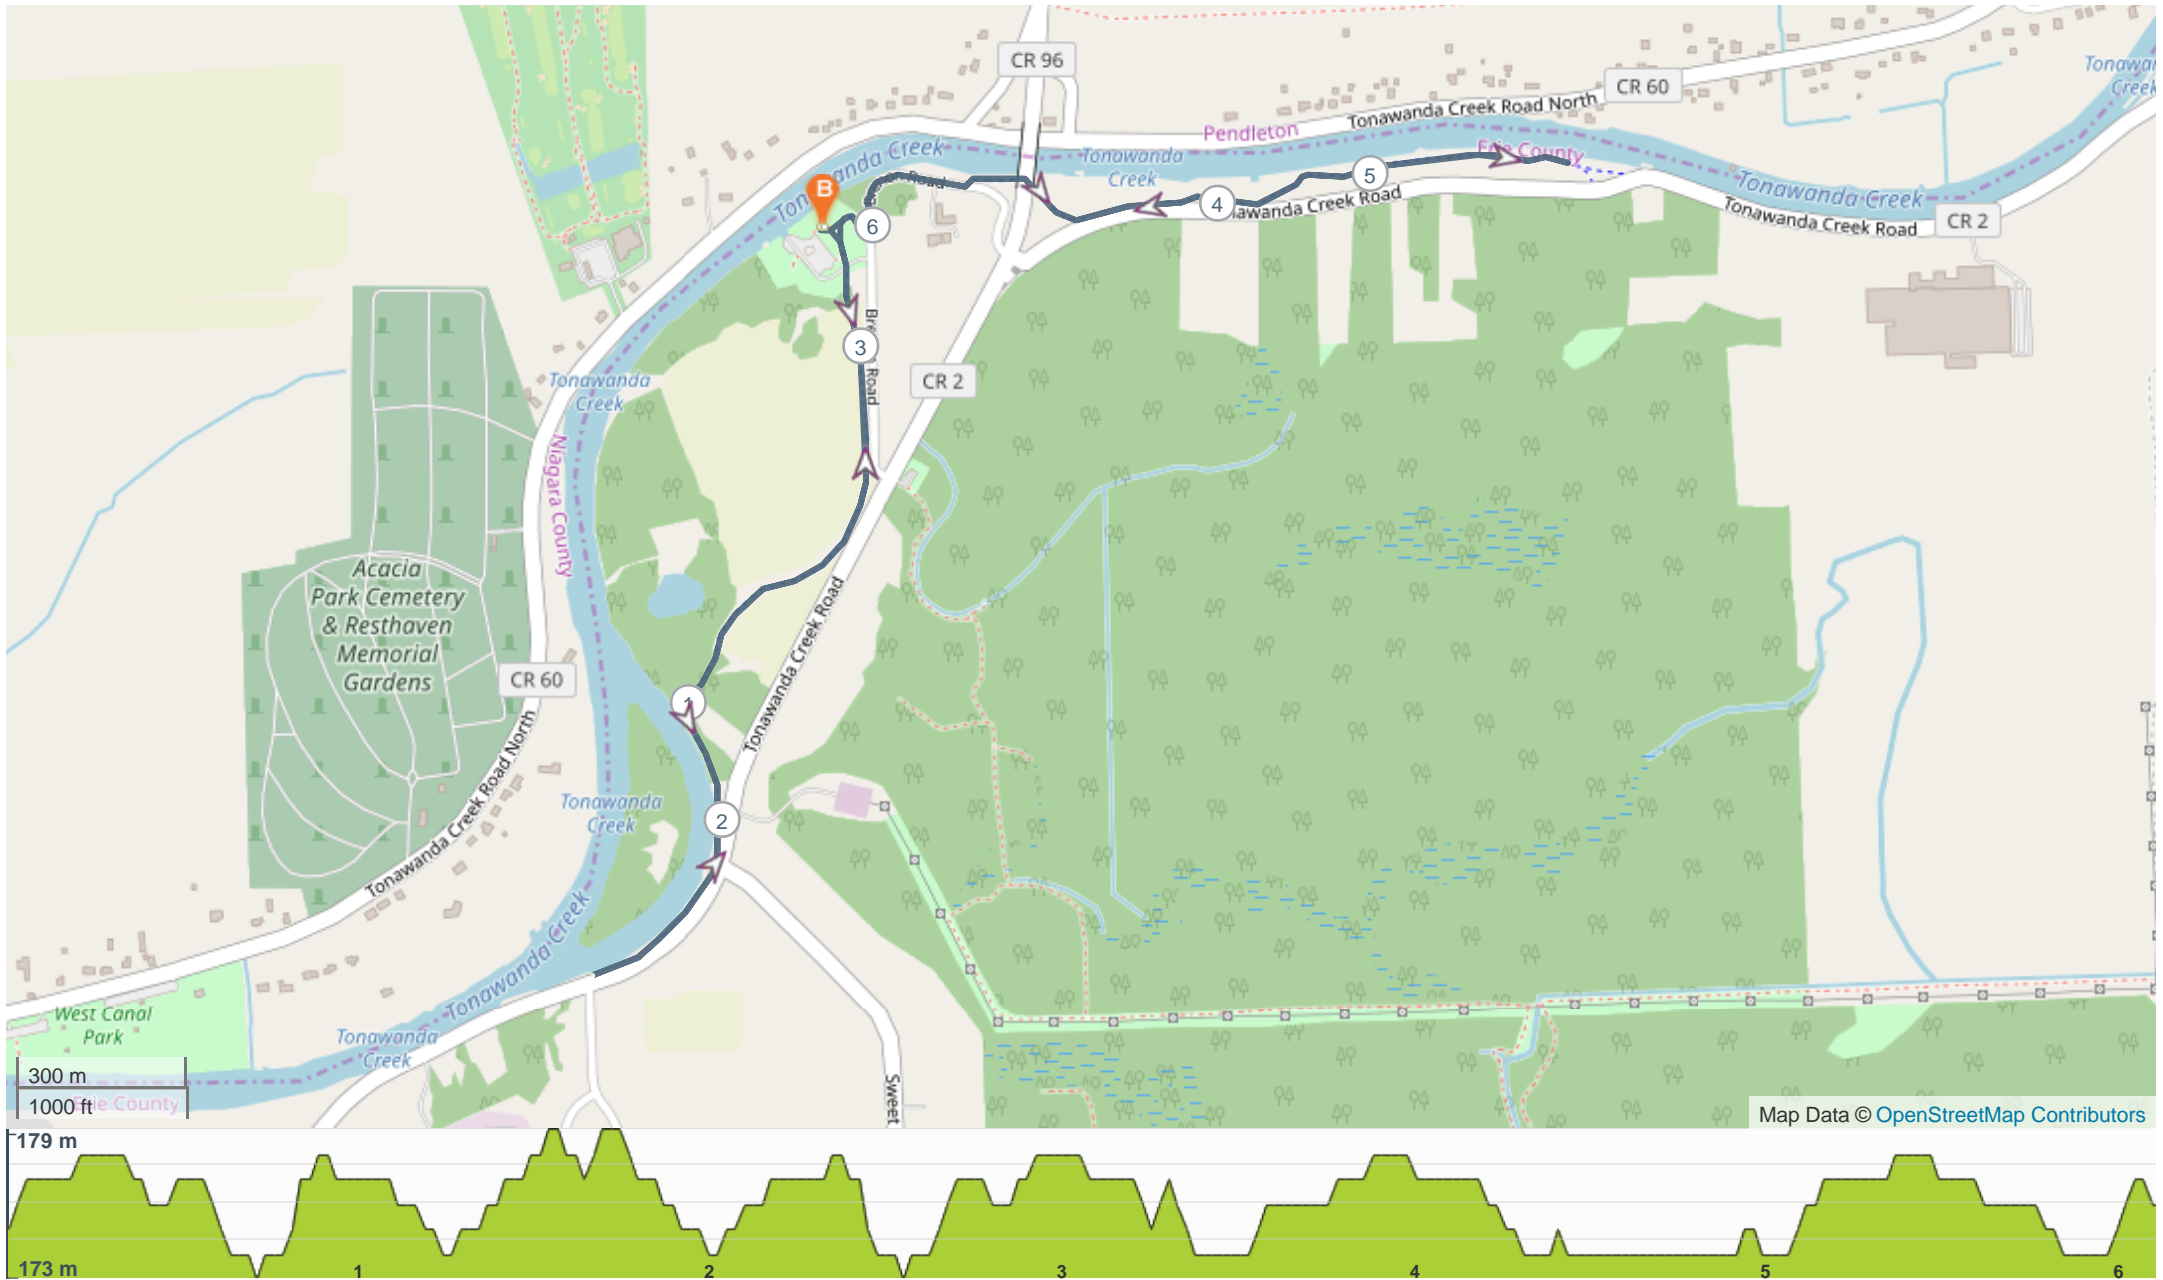 CR 96
CR 60
Tonawanda Creek Road North
Pendleton
Tonawanda
Creek
Tonawanda Creek
Erie County
Tonawanda
Creek
5
4
Tonawanda Creek Road
Tonawanda Creek
Tonawanda Creek Road
CR 2
B
6
Road
3
Road
CR 2
Tonawanda
Creek
Niagara County
Acacia
Park Cemetery
& Resthaven
Memorial
Gardens
CR 60
1
Tonawanda Creek Road
2
Tonawanda Creek Road North
Tonawanda
Creek
Tonawanda Creek
West Canal
Park
Tonawanda
Creek
Sweet
300 m
1000 ft
Erie County
Map Data © OpenStreetMap Contributors
179 m
173 m
1
2
3
4
5
6